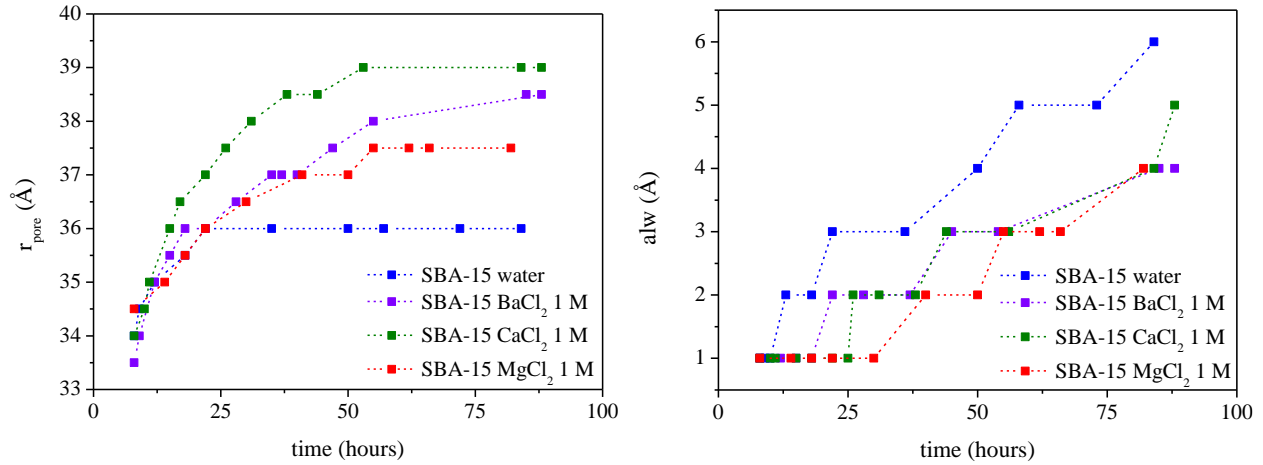 40
39
38
37
36
35
34
33
r_pore (Å)
SBA-15 water
SBA-15 BaCl₂ 1 M
SBA-15 CaCl₂ 1 M
SBA-15 MgCl₂ 1 M
0 25 50 75 100
time (hours)
6
5
4
3
2
1
alw (Å)
SBA-15 water
SBA-15 BaCl₂ 1 M
SBA-15 CaCl₂ 1 M
SBA-15 MgCl₂ 1 M
0 25 50 75 100
time (hours)